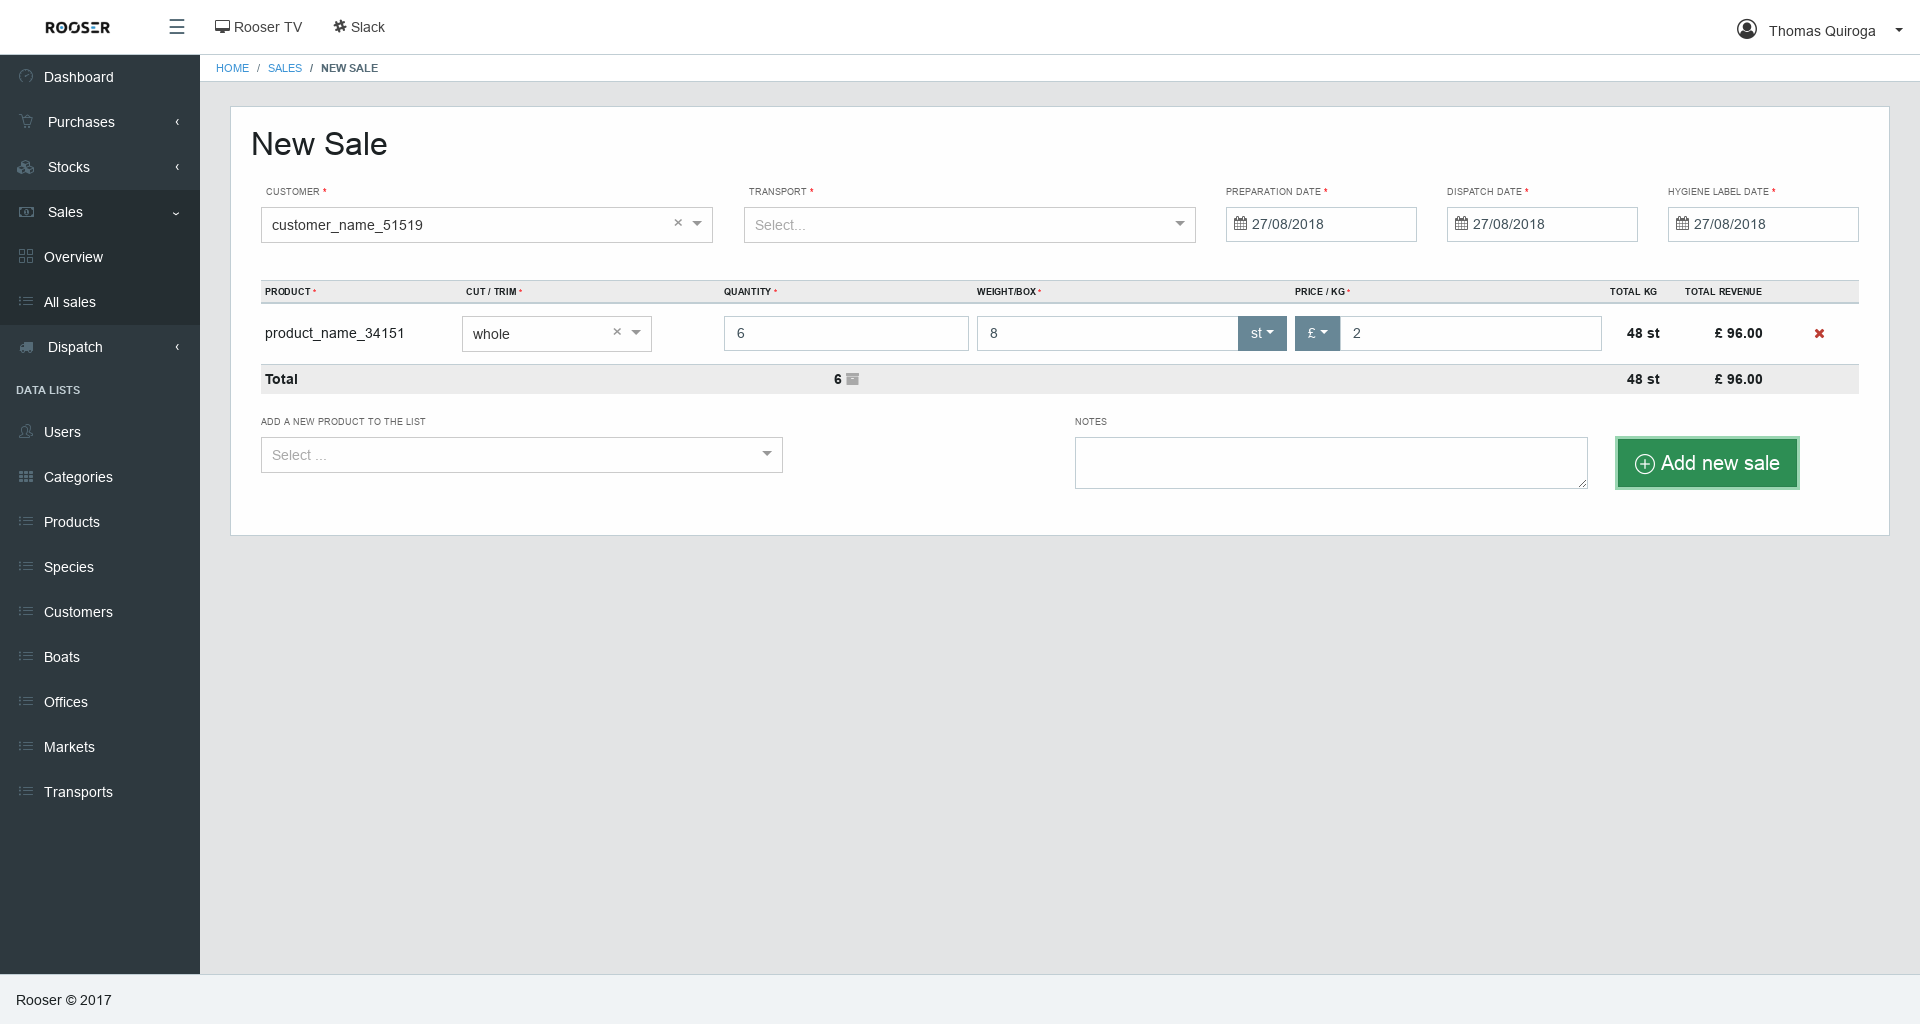 ROOSER
Rooser TV
Slack
Thomas Quiroga
HOME / SALES / NEW SALE
Dashboard
Purchases
Stocks
Sales
Overview
All sales
Dispatch
DATA LISTS
Users
Categories
Products
Species
Customers
Boats
Offices
Markets
Transports
New Sale
CUSTOMER * TRANSPORT * PREPARATION DATE * DISPATCH DATE * HYGIENE LABEL DATE *
customer_name_51519 × Select... 27/08/2018 27/08/2018 27/08/2018
PRODUCT * CUT / TRIM * QUANTITY * WEIGHT/BOX * PRICE / KG * TOTAL KG TOTAL REVENUE
product_name_34151 whole × 6 8 st £ 2 48 st £ 96.00
Total 6 48 st £ 96.00
ADD A NEW PRODUCT TO THE LIST NOTES
Select ...
Add new sale
Rooser © 2017